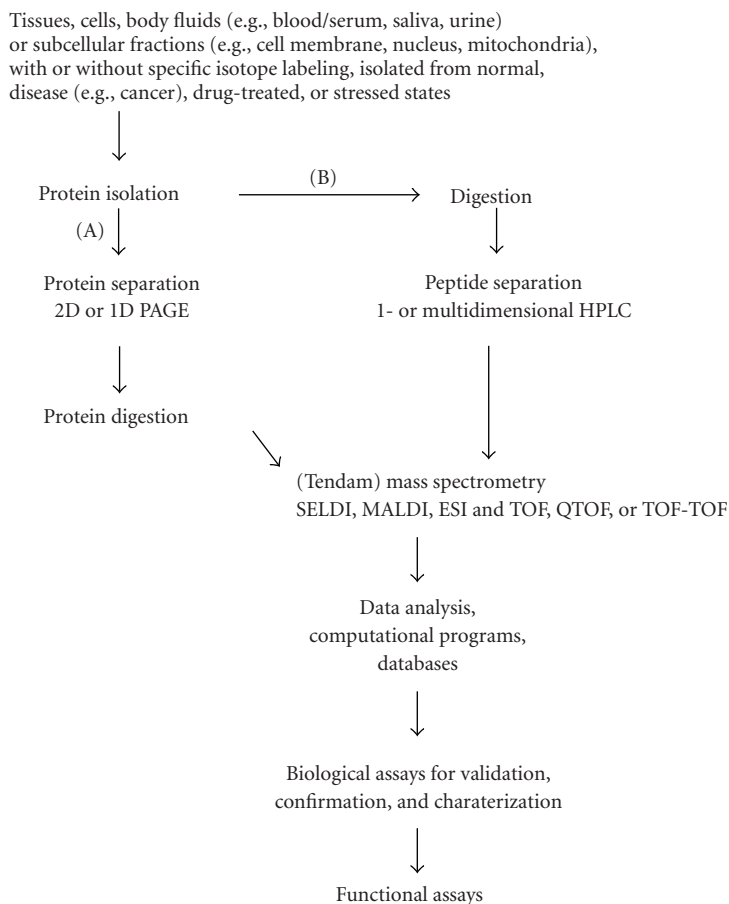 Tissues, cells, body fluids (e.g., blood/serum, saliva, urine)
or subcellular fractions (e.g., cell membrane, nucleus, mitochondria),
with or without specific isotope labeling, isolated from normal,
disease (e.g., cancer), drug-treated, or stressed states
(B)
Protein isolation
Digestion
(A)
Protein separation
2D or 1D PAGE
Peptide separation
1- or multidimensional HPLC
Protein digestion
(Tendam) mass spectrometry
SELDI, MALDI, ESI and TOF, QTOF, or TOF-TOF
Data analysis,
computational programs,
databases
Biological assays for validation,
confirmation, and charaterization
Functional assays